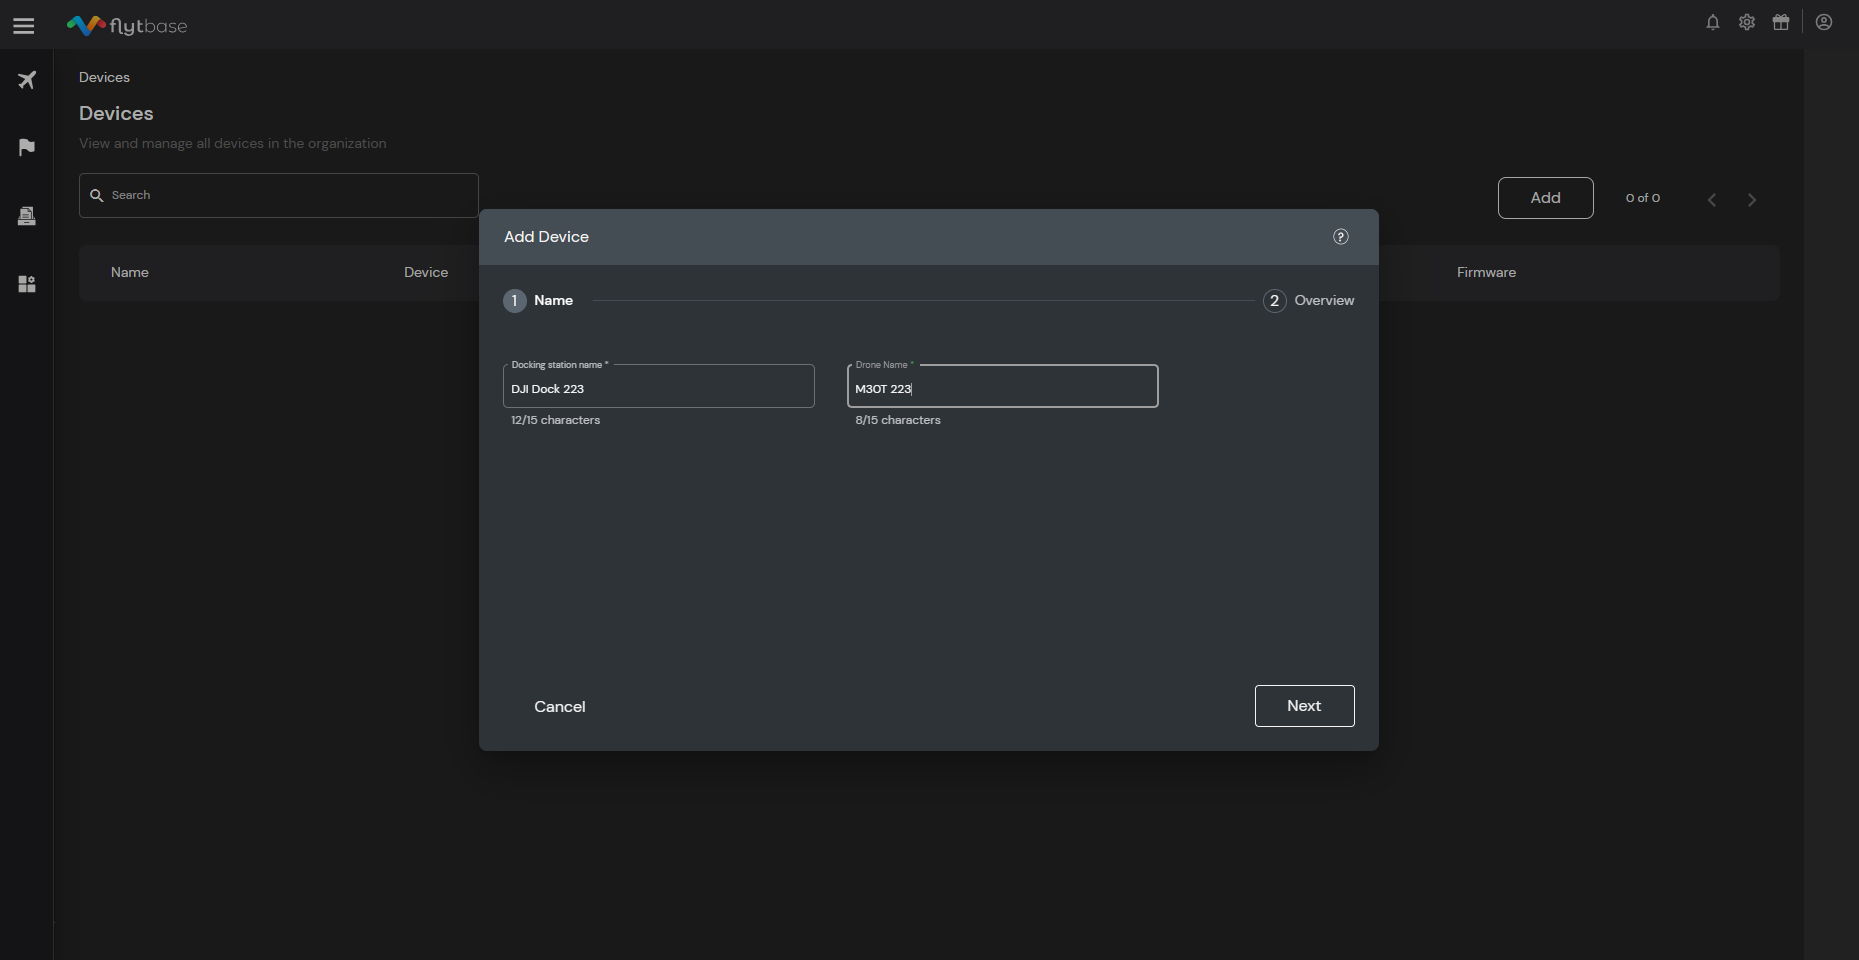 flytbase
Devices
Devices
View and manage all devices in the organization
Search
Add
0 of 0
Name
Device
Firmware
Add Device
?
1 Name
2 Overview
Docking station name *
Drone Name *
DJI Dock 223
M30T 223
12/15 characters
8/15 characters
Cancel
Next